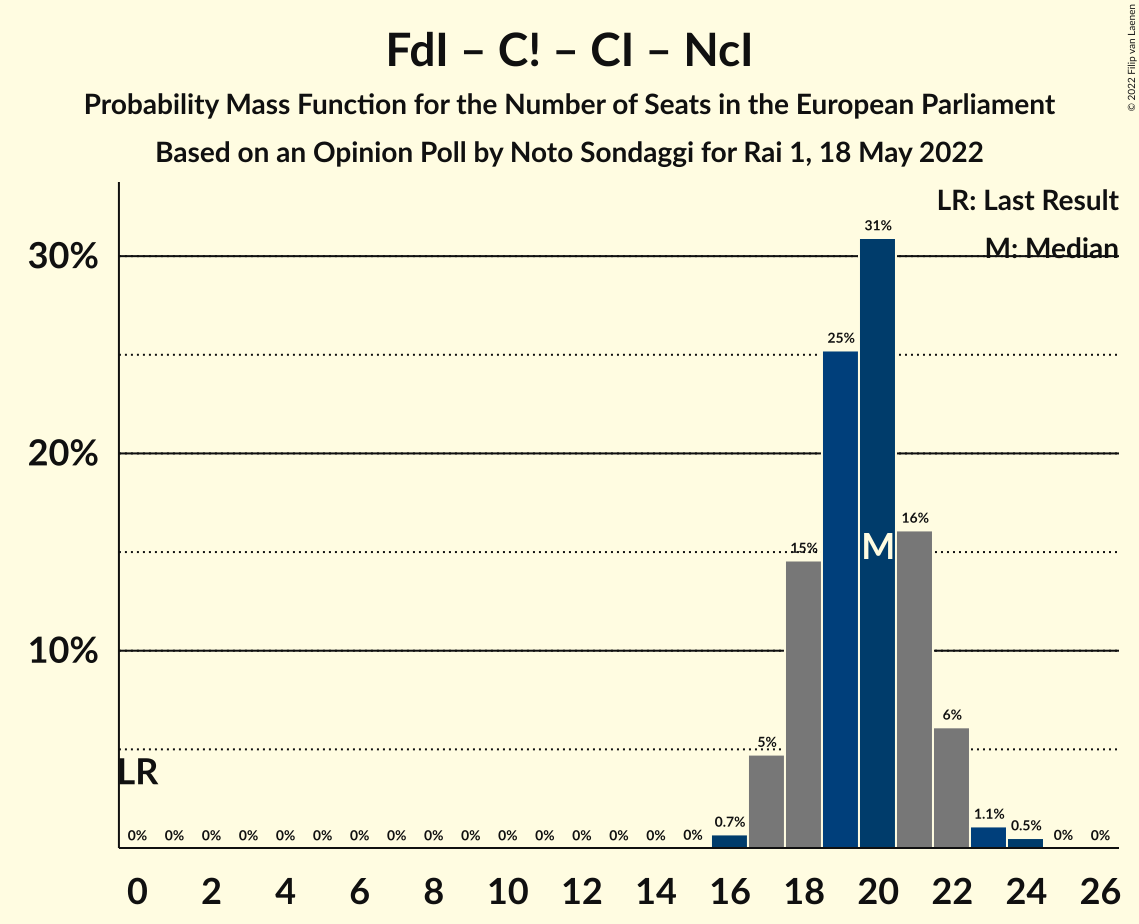 FdI – C! – CI – NcI
Probability Mass Function for the Number of Seats in the European Parliament
Based on an Opinion Poll by Noto Sondaggi for Rai 1, 18 May 2022
© 2022 Filip van Laenen
LR: Last Result
M: Median
30%
20%
10%
31%
25%
16%
15%
M
6%
5%
LR
1.1%
0.7%
0.5%
0% 0% 0% 0% 0% 0% 0% 0% 0% 0% 0% 0% 0% 0% 0% 0% 0% 0%
0 2 4 6 8 10 12 14 16 18 20 22 24 26